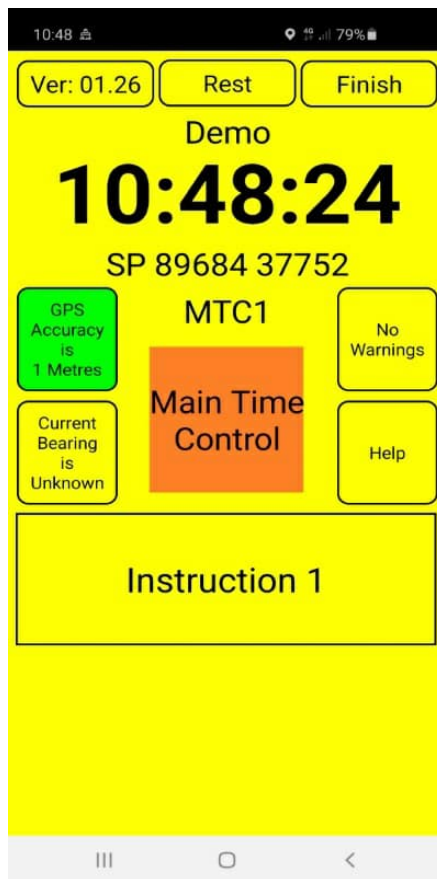 10:48
4G
79%
Ver: 01.26
Rest
Finish
Demo
10:48:24
SP 89684 37752
GPS
Accuracy
is
1 Metres
MTC1
No
Warnings
Main Time
Control
Current
Bearing
is
Unknown
Help
Instruction 1